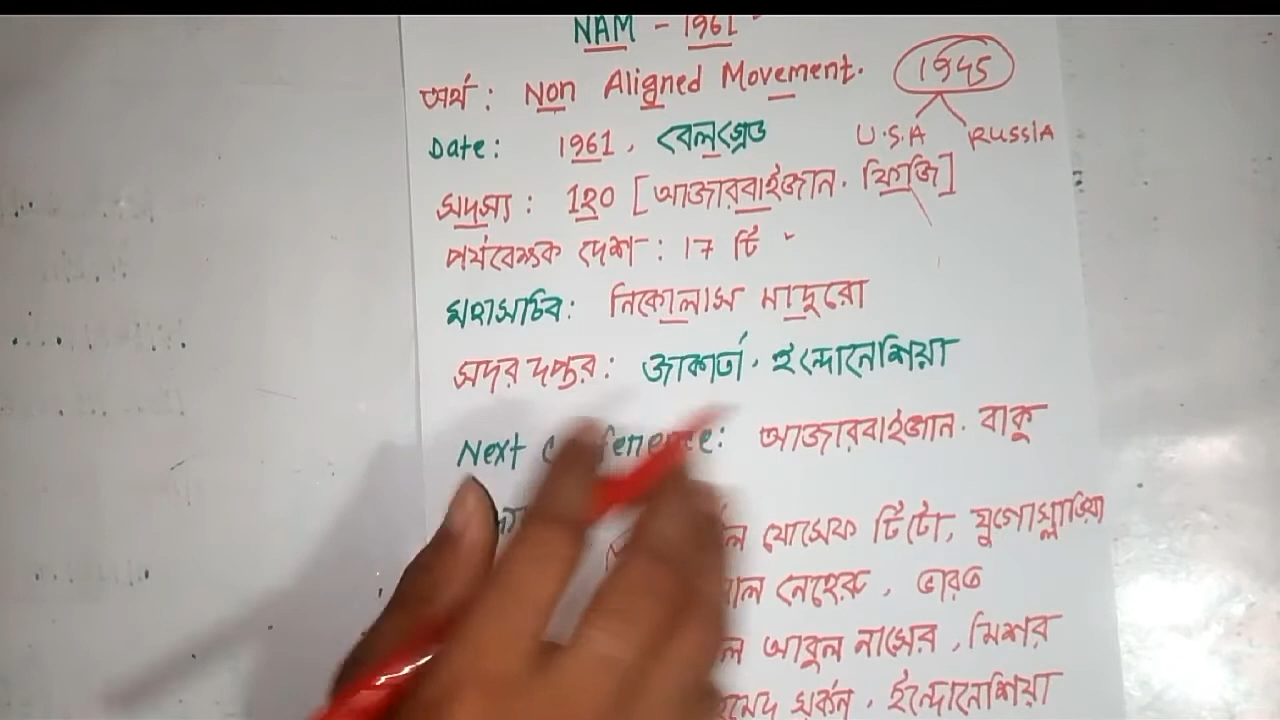 NAM - 1961
অর্থ : Non Aligned Movement. 1945
Date: 1961, বেলগ্রেড U.S.A RUSSIA
সদস্য : 120 [আজারবাইজান. ফিজি]
পর্যবেক্ষক দেশ : 17 টি
মহাসচিব: নিকোলাস মাদুরো
সদর দপ্তর: জাকার্তা. ইন্দোনেশিয়া
Next আজারবাইজান. বাকু
যোসেফ টিটো, যুগোস্লাভিয়া
নেহেরু, ভারত
আবুল নাসের, মিশর
সুকর্ন, ইন্দোনেশিয়া